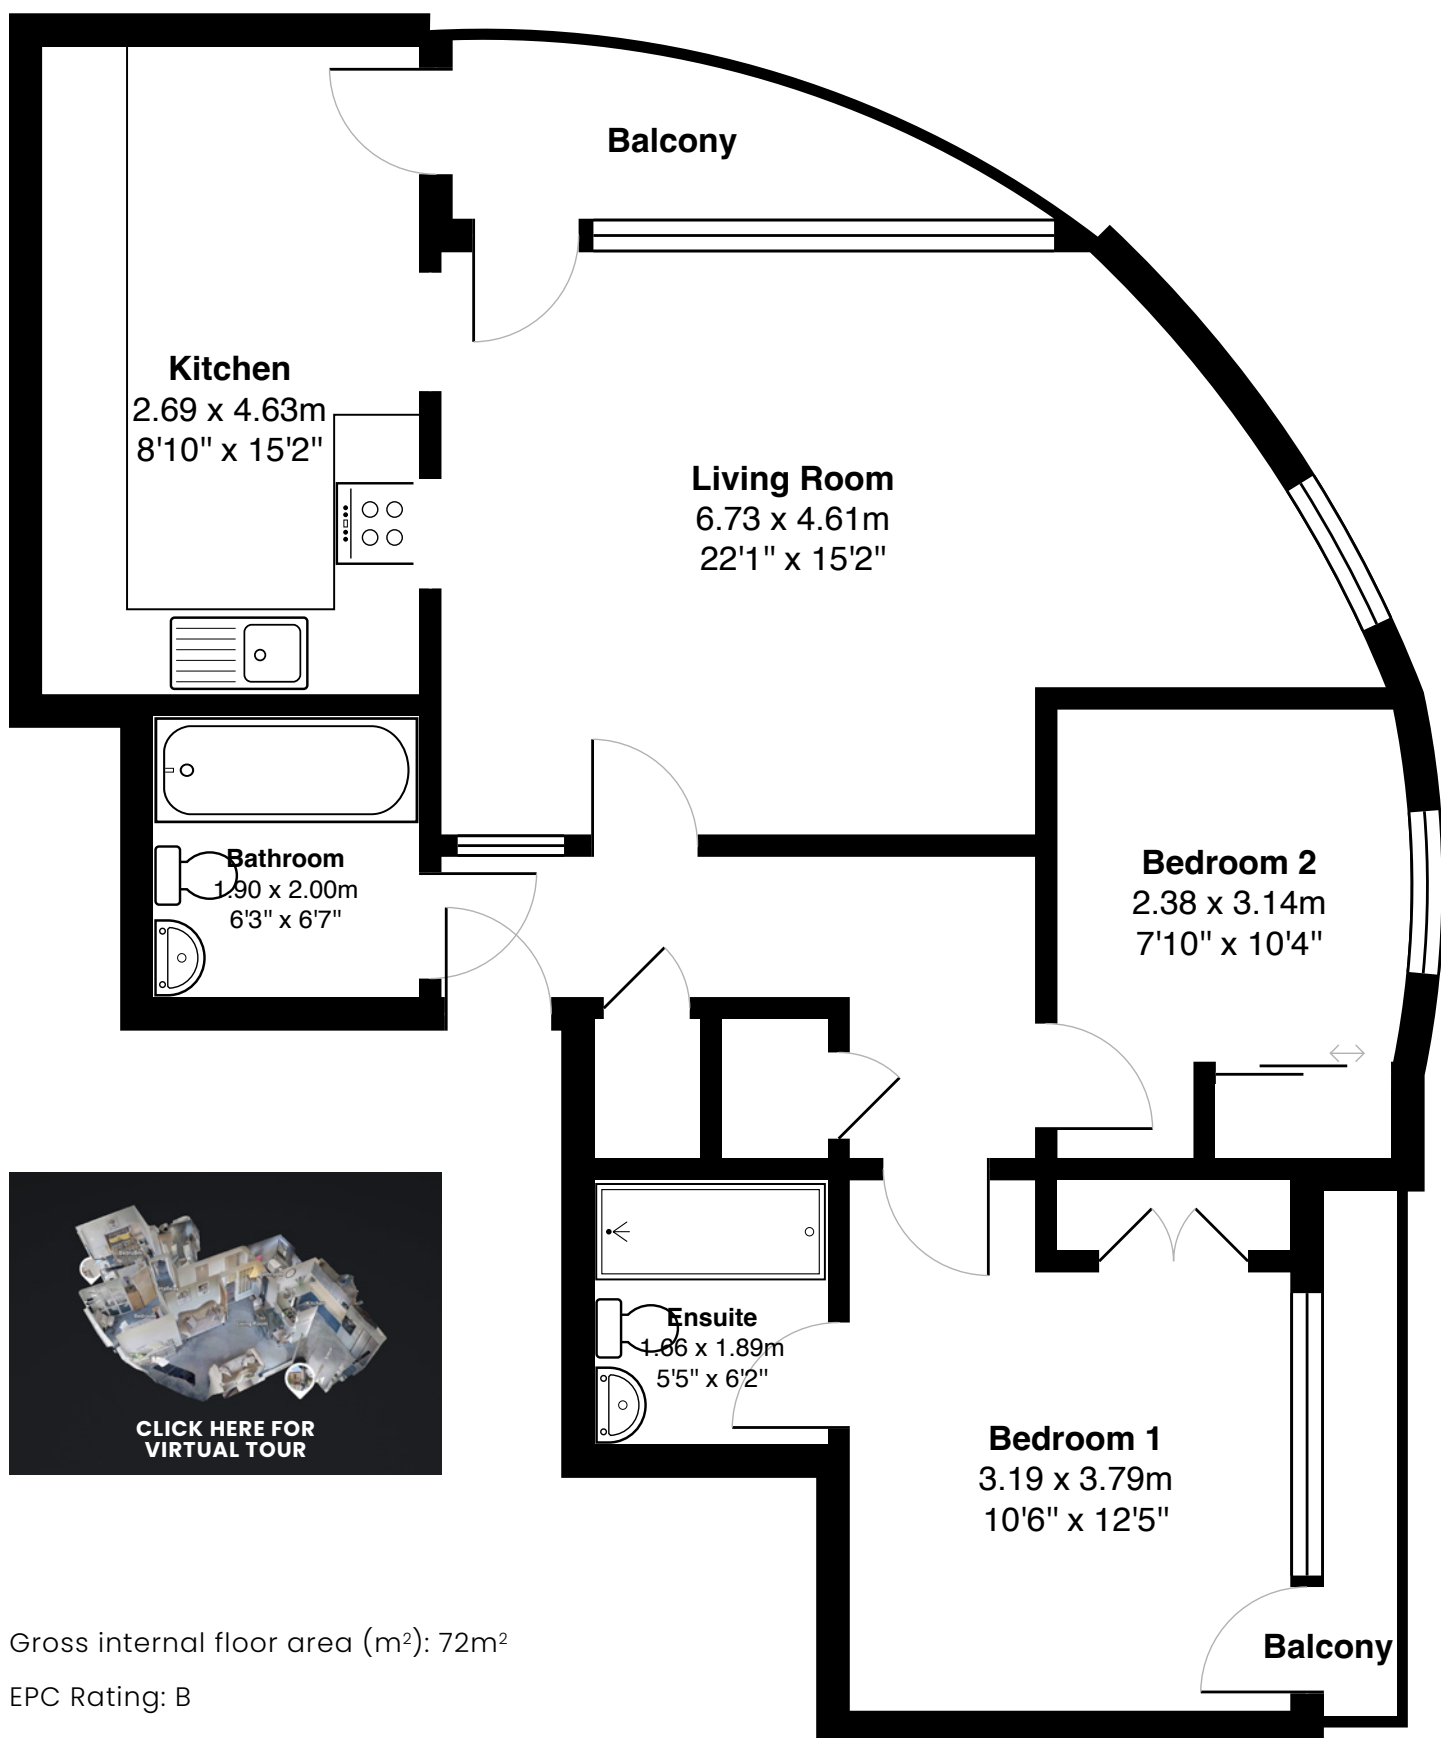 Balcony
Kitchen
2.69 x 4.63m
8'10" x 15'2"
Living Room
6.73 x 4.61m
22'1" x 15'2"
Bathroom
1.90 x 2.00m
6'3" x 6'7"
Bedroom 2
2.38 x 3.14m
7'10" x 10'4"
Ensuite
1.66 x 1.89m
5'5" x 6'2"
Bedroom 1
3.19 x 3.79m
10'6" x 12'5"
Balcony
CLICK HERE FOR
VIRTUAL TOUR
Gross internal floor area (m²): 72m²
EPC Rating: B